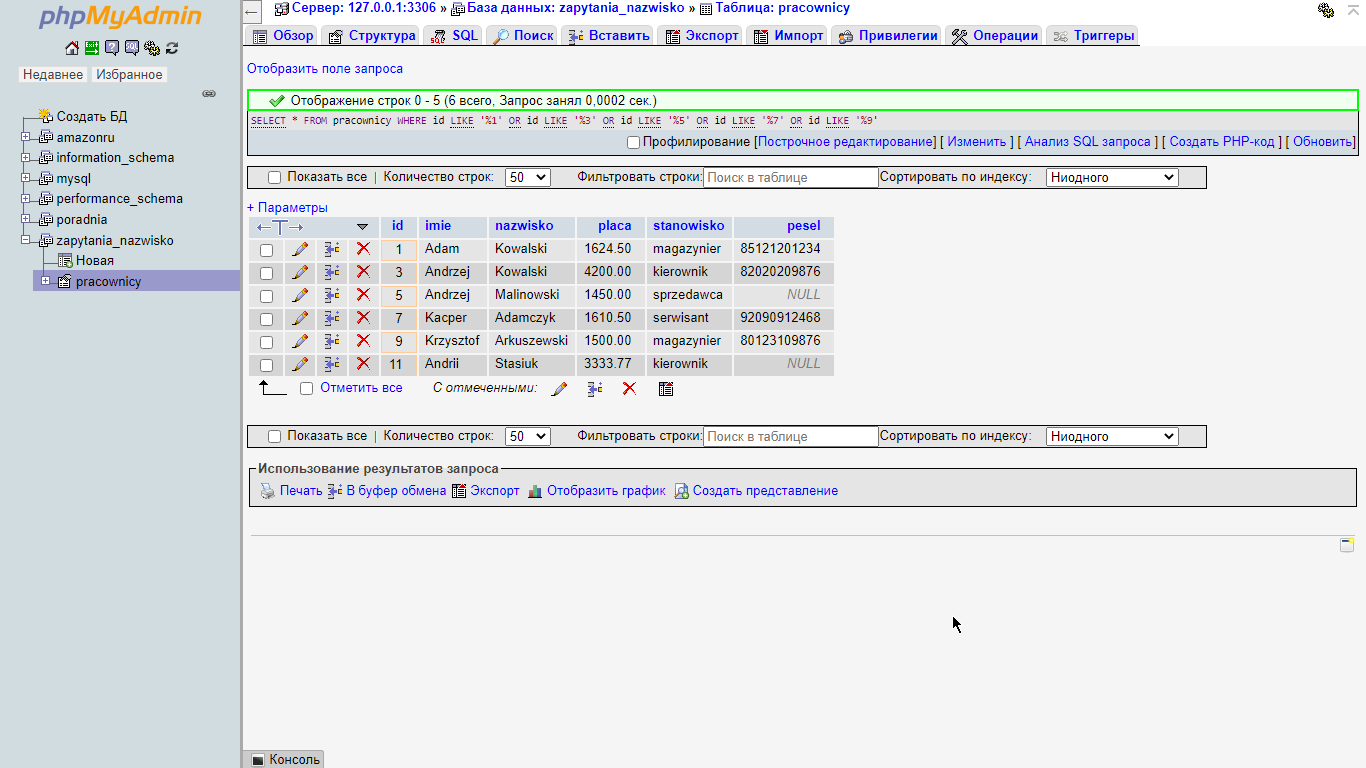 phpMyAdmin
Недавнее Избранное
Создать БД
amazonru
information_schema
mysql
performance_schema
poradnia
zapytania_nazwisko
Новая
pracownicy
Сервер: 127.0.0.1:3306 » База данных: zapytania_nazwisko » Таблица: pracownicy
Обзор Структура SQL Поиск Вставить Экспорт Импорт Привилегии Операции Триггеры
Отобразить поле запроса
Отображение строк 0 - 5 (6 всего, Запрос занял 0,0002 сек.)
SELECT * FROM pracownicy WHERE id LIKE '%1' OR id LIKE '%3' OR id LIKE '%5' OR id LIKE '%7' OR id LIKE '%9'
Профилирование [Построчное редактирование] [ Изменить ] [ Анализ SQL запроса ] [ Создать PHP-код ] [ Обновить]
Показать все | Количество строк: 50 Фильтровать строки: Поиск в таблице Сортировать по индексу: Ниодного
+ Параметры
←T→ id imie nazwisko placa stanowisko pesel
1 Adam Kowalski 1624.50 magazynier 85121201234
3 Andrzej Kowalski 4200.00 kierownik 82020209876
5 Andrzej Malinowski 1450.00 sprzedawca NULL
7 Kacper Adamczyk 1610.50 serwisant 92090912468
9 Krzysztof Arkuszewski 1500.00 magazynier 80123109876
11 Andrii Stasiuk 3333.77 kierownik NULL
Отметить все С отмеченными:
Показать все | Количество строк: 50 Фильтровать строки: Поиск в таблице Сортировать по индексу: Ниодного
Использование результатов запроса
Печать В буфер обмена Экспорт Отобразить график Создать представление
Консоль